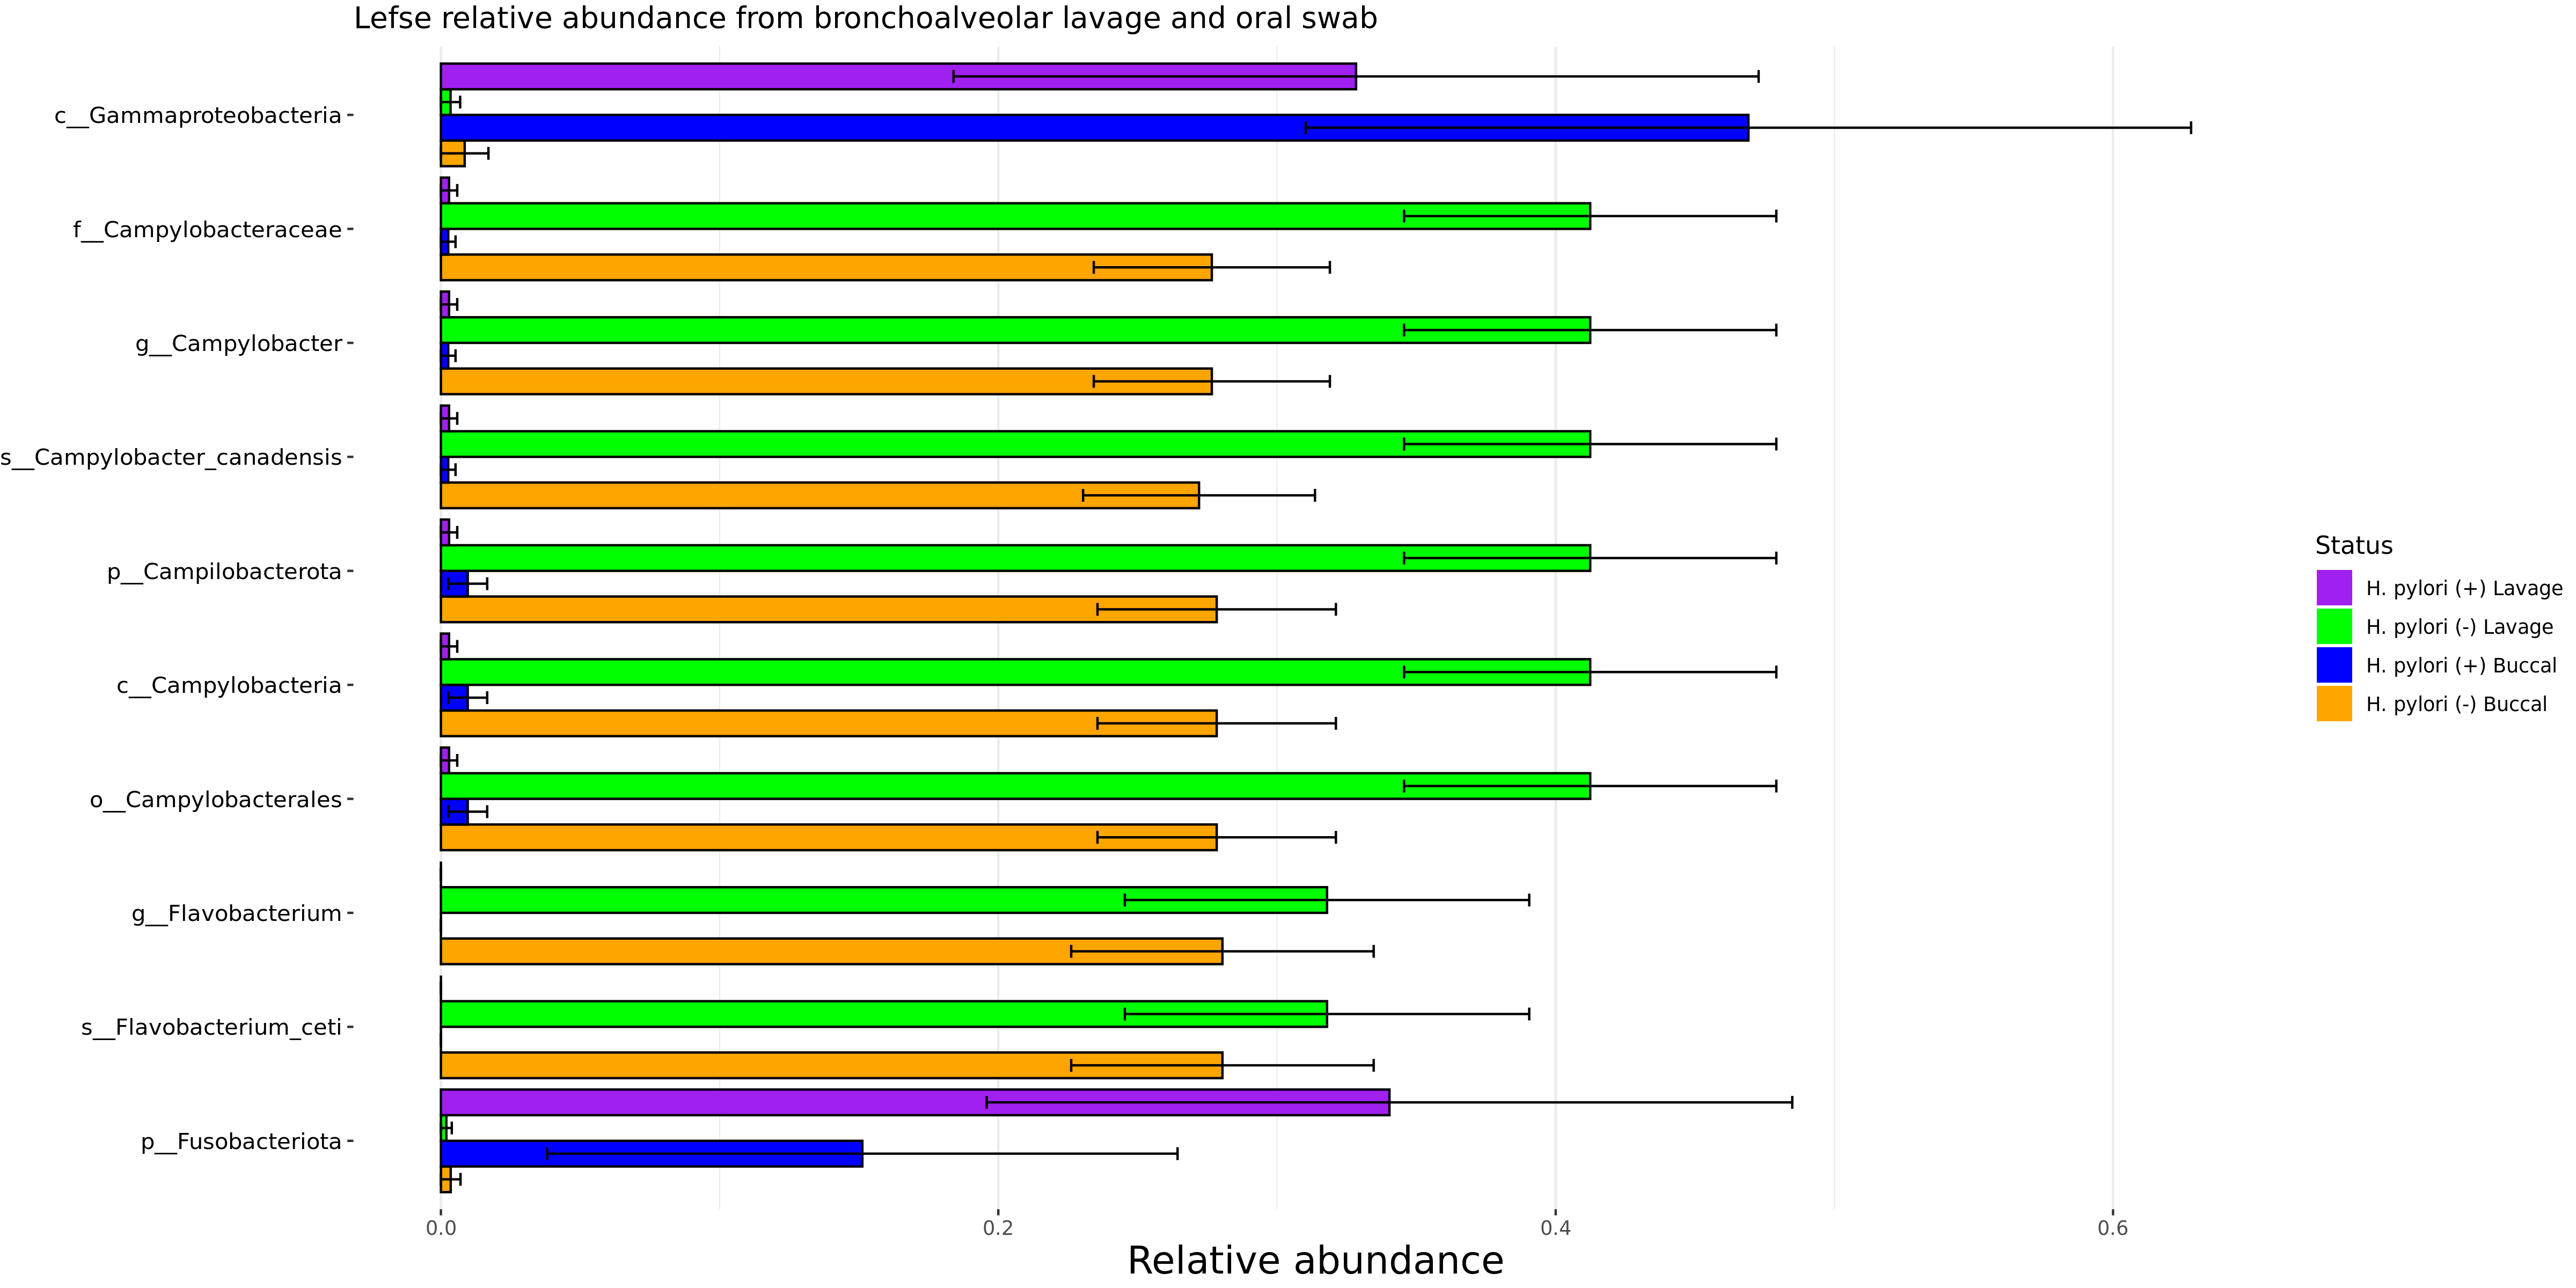 Lefse relative abundance from bronchoalveolar lavage and oral swab
c__Gammaproteobacteria
f__Campylobacteraceae
g__Campylobacter
s__Campylobacter_canadensis
p__Campilobacterota
c__Campylobacteria
o__Campylobacterales
g__Flavobacterium
s__Flavobacterium_ceti
p__Fusobacteriota
0.0 0.2 0.4 0.6
Relative abundance
Status
H. pylori (+) Lavage
H. pylori (-) Lavage
H. pylori (+) Buccal
H. pylori (-) Buccal